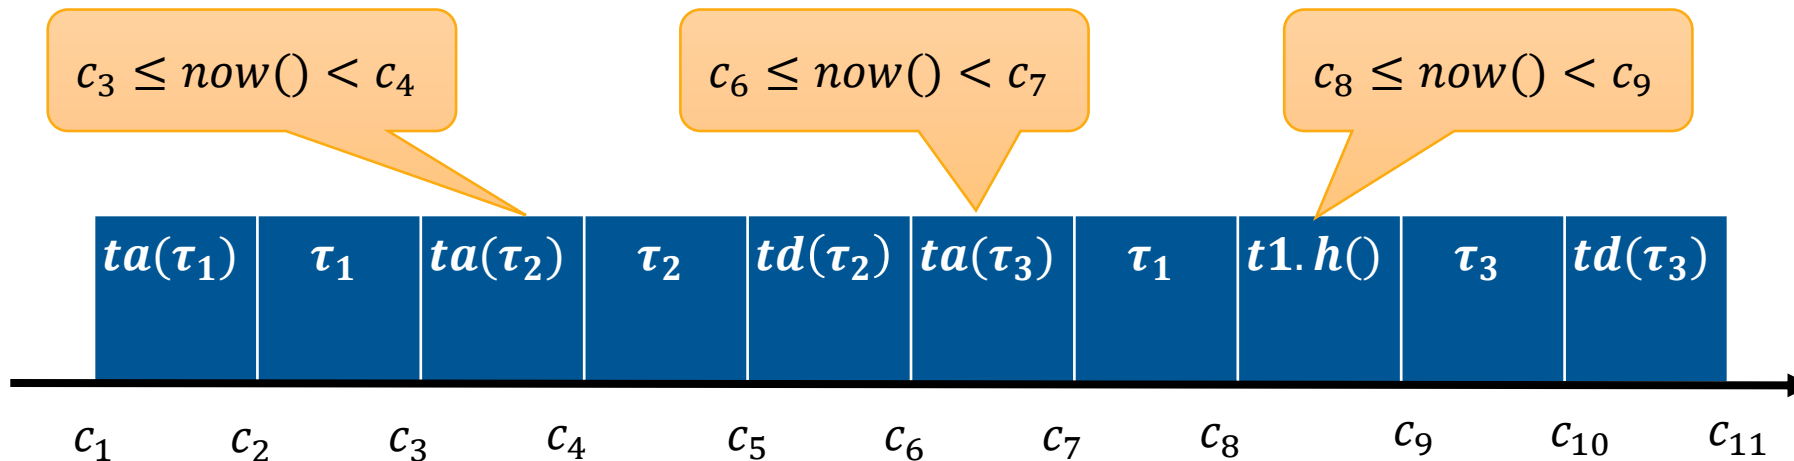 c₃ ≤ now() < c₄ c₆ ≤ now() < c₇ c₈ ≤ now() < c₉
ta(τ₁) τ₁ ta(τ₂) τ₂ td(τ₂) ta(τ₃) τ₁ t1.h() τ₃ td(τ₃)
c₁ c₂ c₃ c₄ c₅ c₆ c₇ c₈ c₉ c₁₀ c₁₁